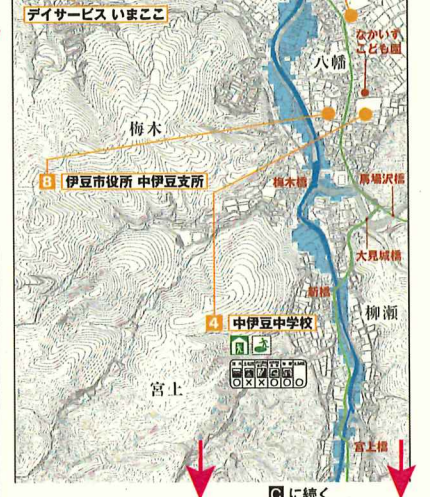 デイサービス いまここ
なかいず
こども園
八幡
梅木
B 伊豆市役所 中伊豆支所
梅木橋
馬場沢橋
大見城橋
新橋
4 中伊豆中学校
柳瀬
○××○○○
宮上
宮上橋
C に続く